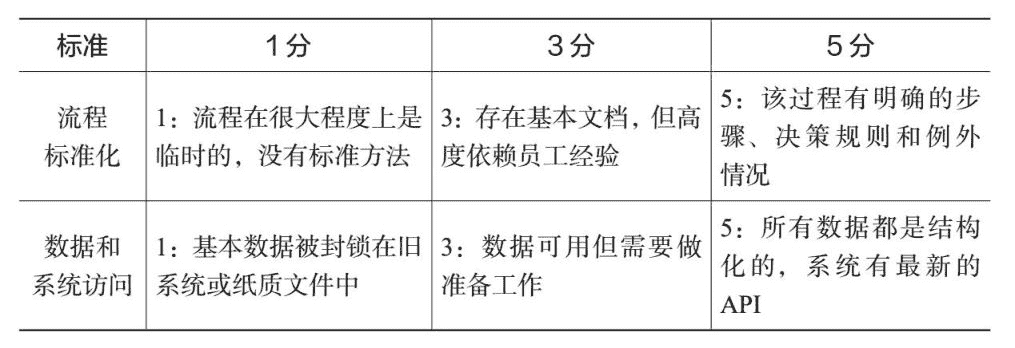 标准 1分 3分 5分
流程
标准化
1：流程在很大程度上是
临时的，没有标准方法
3：存在基本文档，但高
度依赖员工经验
5：该过程有明确的步
骤、决策规则和例外
情况
数据和
系统访问
1：基本数据被封锁在旧
系统或纸质文件中
3：数据可用但需要做
准备工作
5：所有数据都是结构
化的，系统有最新的
API